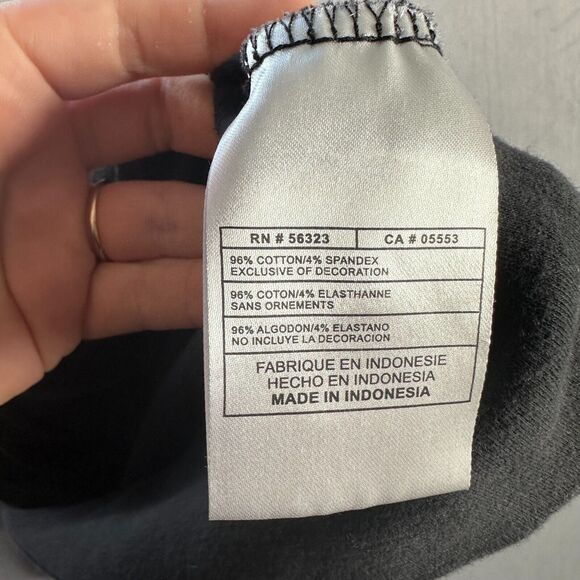 RN # 56323 CA # 05553
96% COTTON/4% SPANDEX
EXCLUSIVE OF DECORATION
96% COTON/4% ELASTHANNE
SANS ORNEMENTS
96% ALGODON/4% ELASTANO
NO INCLUYE LA DECORACION
FABRIQUE EN INDONESIE
HECHO EN INDONESIA
MADE IN INDONESIA